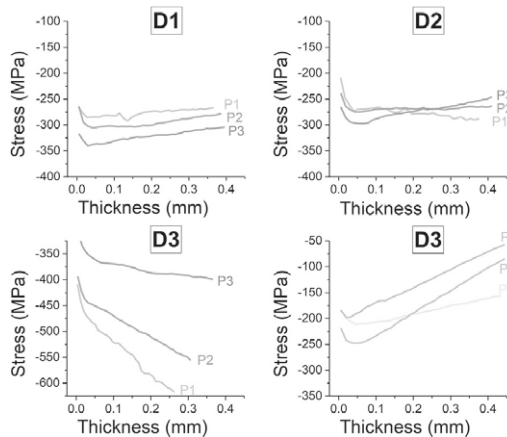 D1
-100
-150
-200
-250
-300
-350
-400
Stress (MPa)
P1
P2
P3
0.0 0.1 0.2 0.3 0.4
Thickness (mm)
D2
-100
-150
-200
-250
-300
-350
-400
Stress (MPa)
P2
P1
0.0 0.1 0.2 0.3 0.4
Thickness (mm)
D3
-350
-400
-450
-500
-550
-600
Stress (MPa)
P3
P2
P1
0.0 0.1 0.2 0.3 0.4
Thickness (mm)
D3
-50
-100
-150
-200
-250
-300
-350
Stress (MPa)
P
P
P
0.0 0.1 0.2 0.3 0.4
Thickness (mm)